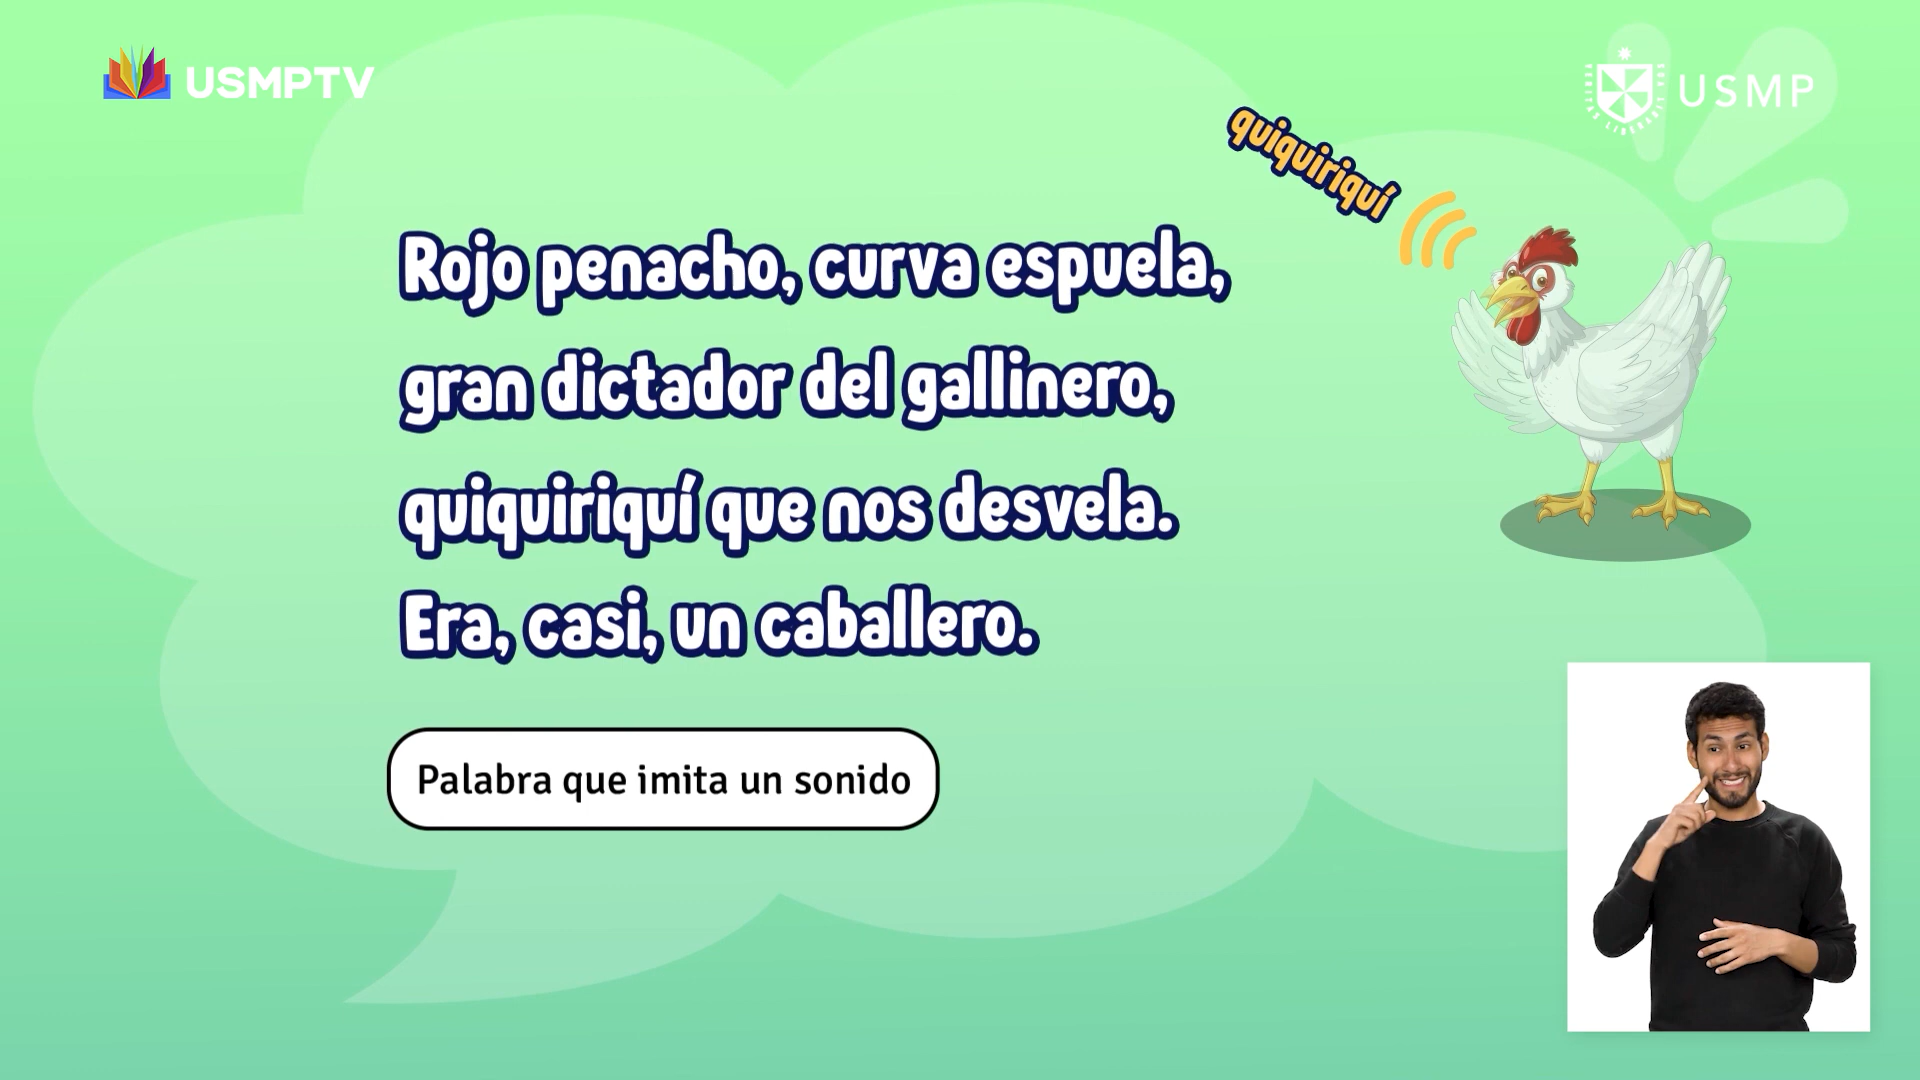 USMPTV
USMP
quiquiriquí
Rojo penacho, curva espuela,
gran dictador del gallinero,
quiquiriquí que nos desvela.
Era, casi, un caballero.
Palabra que imita un sonido